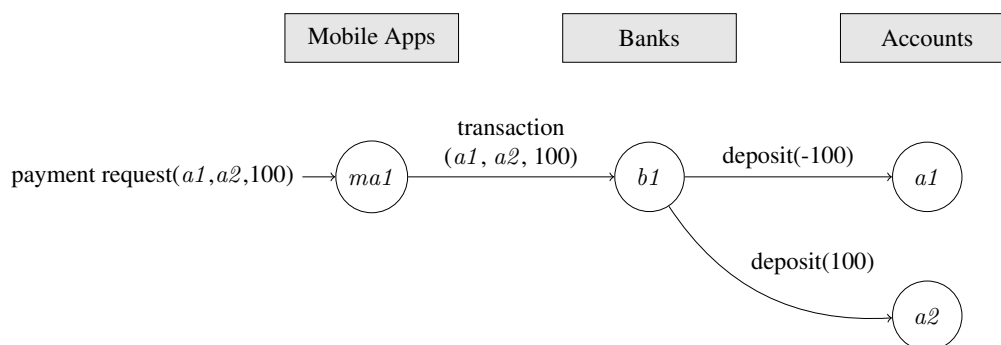 Mobile Apps
Banks
Accounts
payment request(a1,a2,100)
ma1
transaction
(a1, a2, 100)
b1
deposit(-100)
a1
deposit(100)
a2